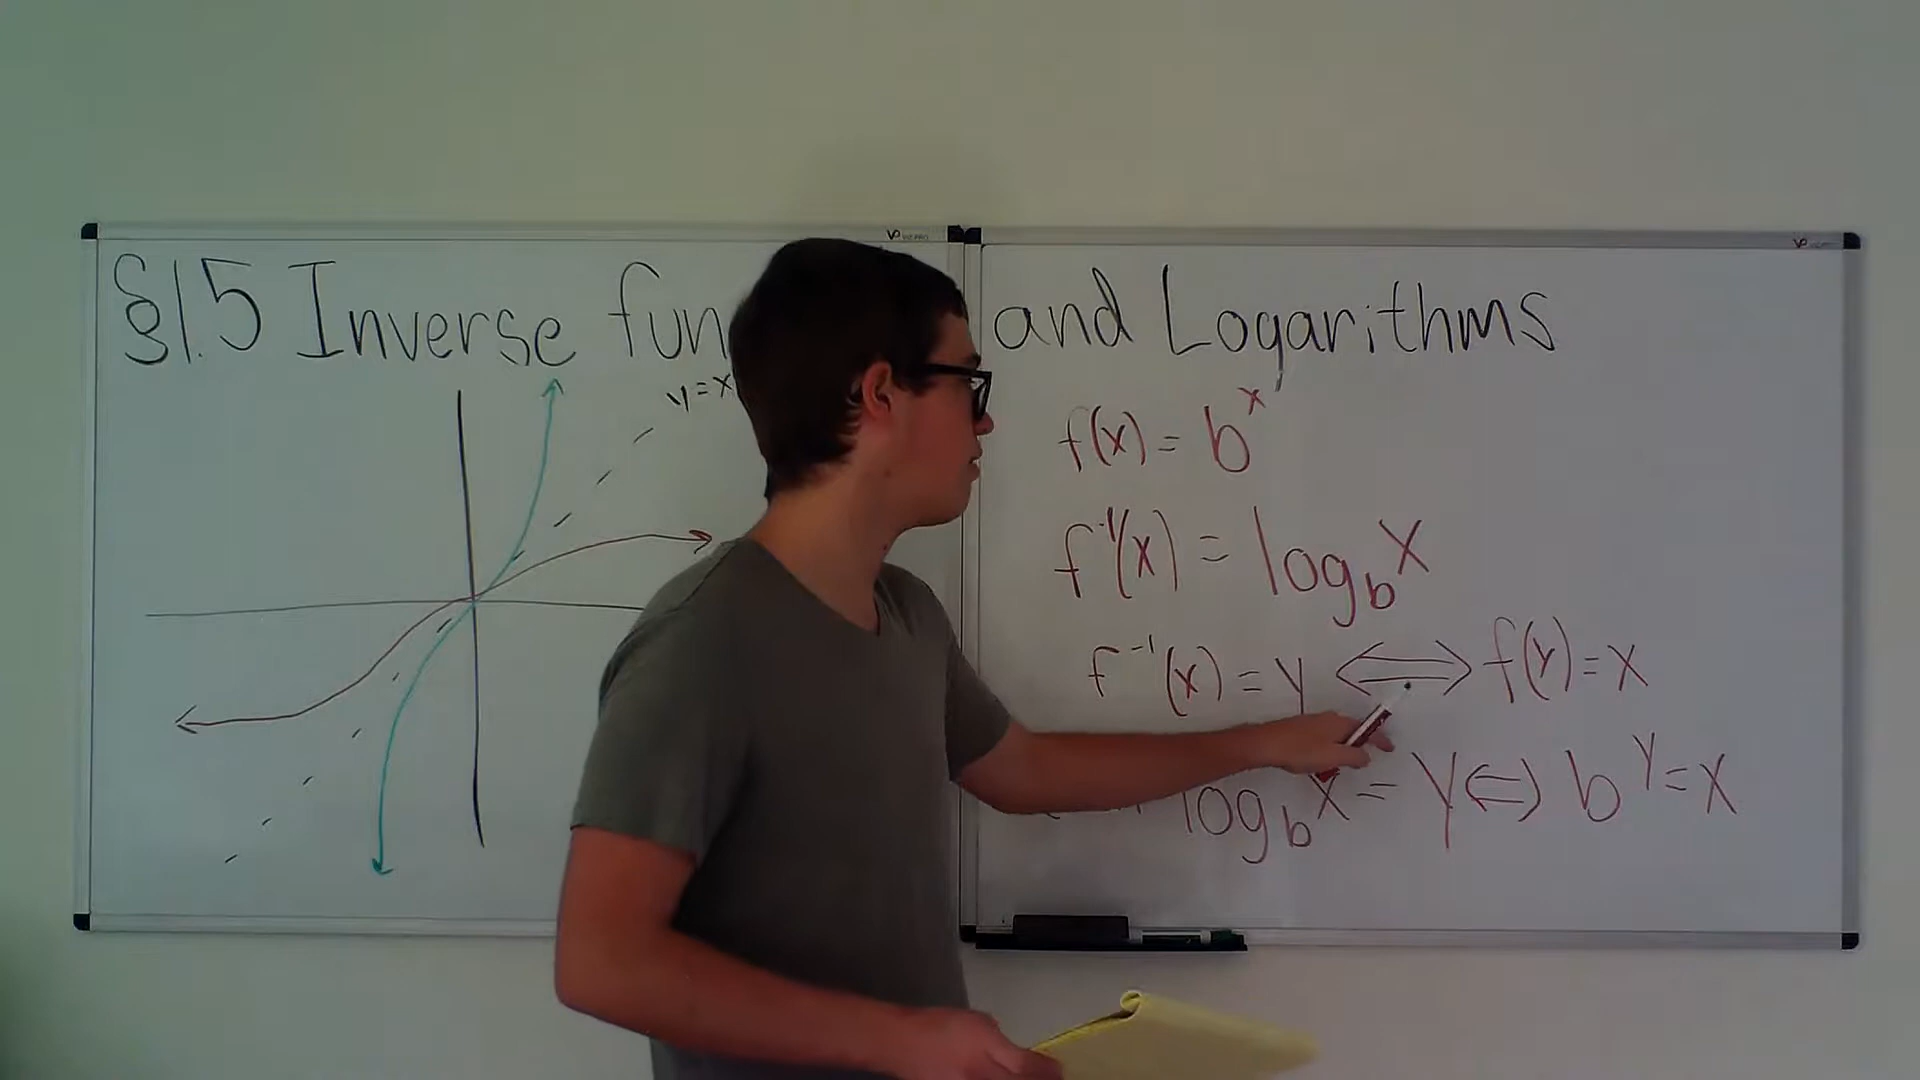 §1.5 Inverse fun and Logarithms
y=x
f(x) = b^x
f^-1(x) = log_b x
f^-1(x) = y ⟺ f(y) = x
log_b x = y ⟺ b^y = x